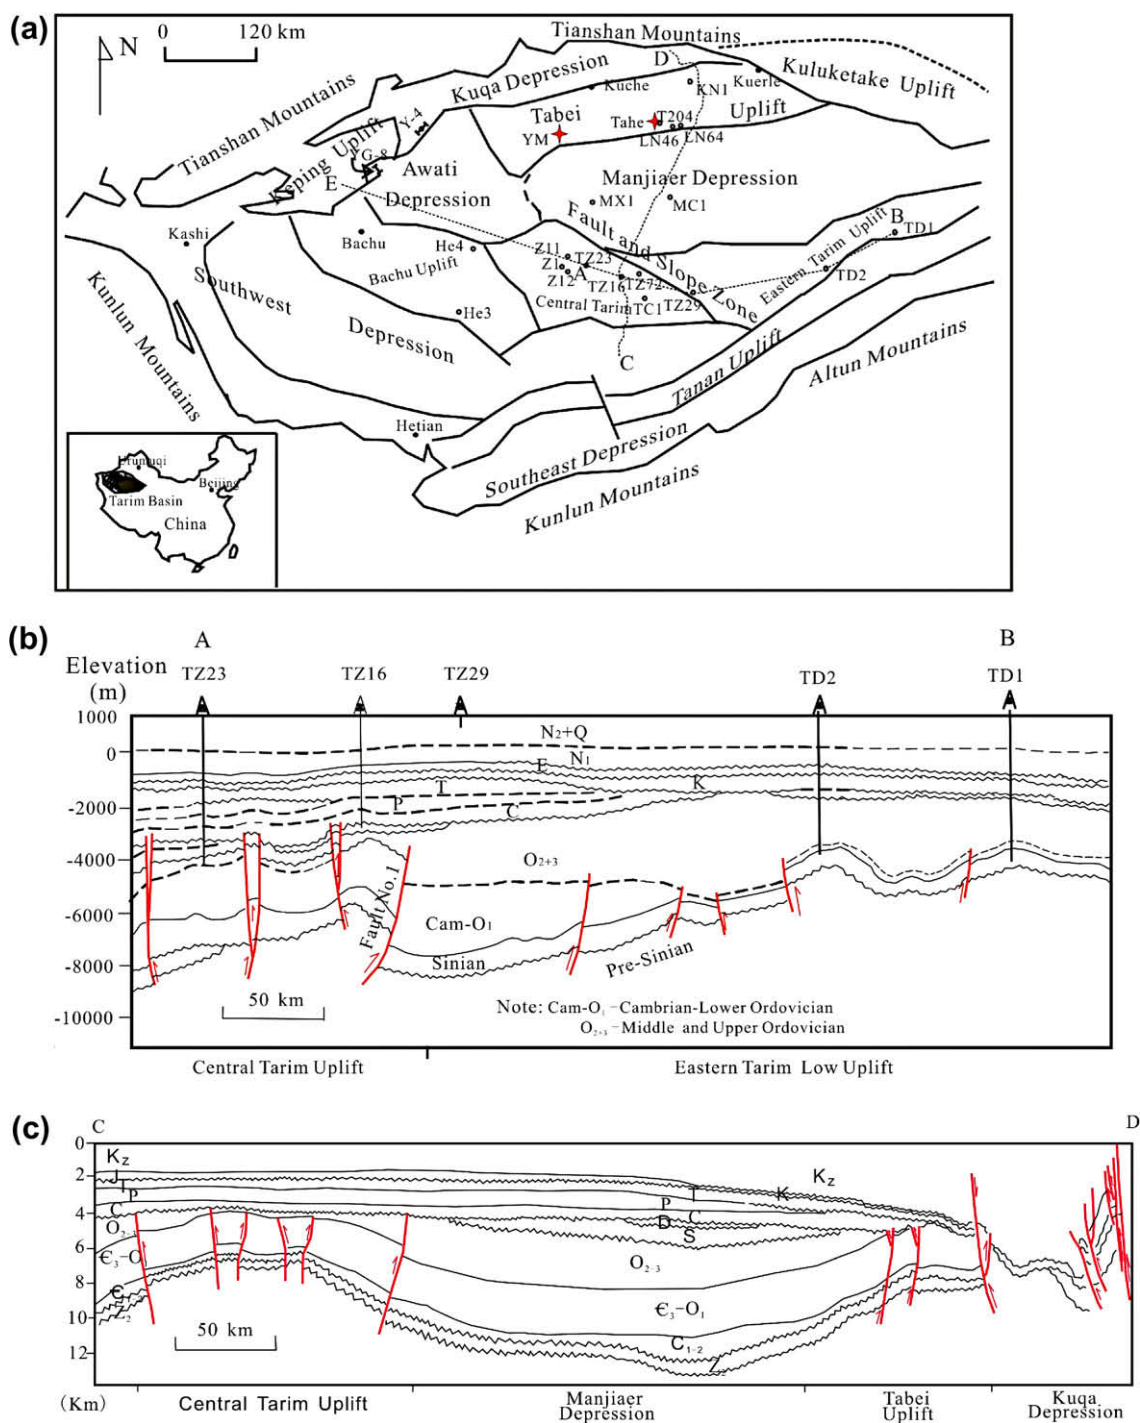 (a)
N
0 120 km
Tianshan Mountains
Tianshan Mountains
Kuluketake Uplift
Kuqa Depression
D
Kuche
KN1
Kuerle
Tabei
Uplift
YM
Tahe
T204
LN46
LN64
Keping Uplift
Y-4
G-8
E
Awati
Depression
Manjiaer Depression
MX1
MC1
Fault and Slope Zone
Eastern Tarim Uplift
B
TD1
TD2
Kashi
Bachu
Bachu Uplift
He4
He3
Z11
TZ23
Z1
A
Z12
TZ16
TZ72
Central Tarim
TC1
TZ29
C
Southwest
Depression
Kunlun Mountains
Hetian
Tanan Uplift
Altun Mountains
Southeast Depression
Kunlun Mountains
Urumuqi
Beijing
Tarim Basin
China
(b)
A
B
Elevation
(m)
TZ23
TZ16
TZ29
TD2
TD1
1000
0
-2000
-4000
-6000
-8000
-10000
N₂+Q
N₁
E
K
T
P
C
O₂₊₃
Fault No. 1
Cam-O₁
Sinian
Pre-Sinian
50 km
Note: Cam-O₁-Cambrian-Lower Ordovician
O₂₊₃-Middle and Upper Ordovician
Central Tarim Uplift
Eastern Tarim Low Uplift
(c)
C
D
0
2
4
6
8
10
12
(Km)
Kz
J
T
P
C
O₂₋₃
Є₃-O
Z₂
Kz
T
K
P
C
D
S
O₂₋₃
Є₃-O₁
C₁₋₂
Z₂
50 km
Central Tarim Uplift
Manjiaer
Depression
Tabei
Uplift
Kuqa
Depression